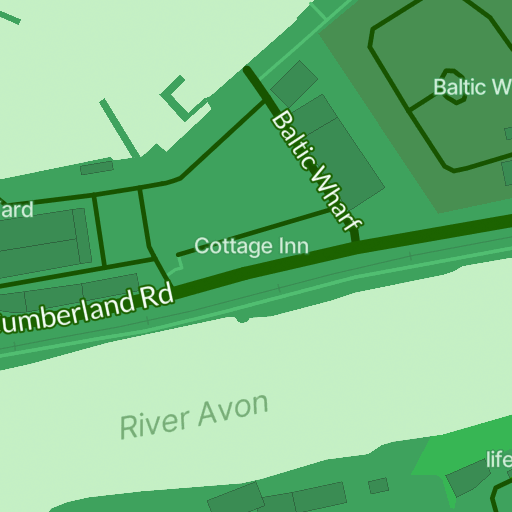 Baltic W
Baltic Wharf
ard
Cottage Inn
umberland Rd
River Avon
life